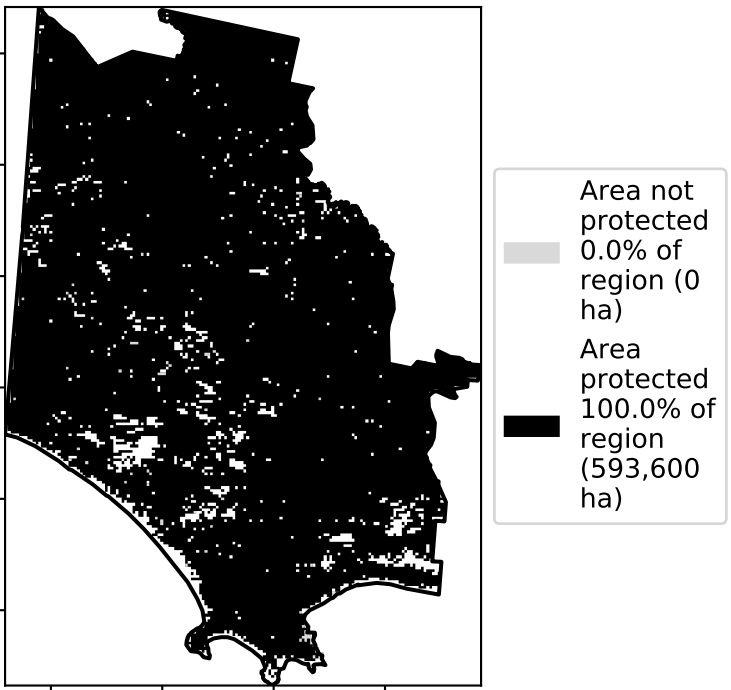 Area not
protected
0.0% of
region (0
ha)
Area
protected
100.0% of
region
(593,600
ha)